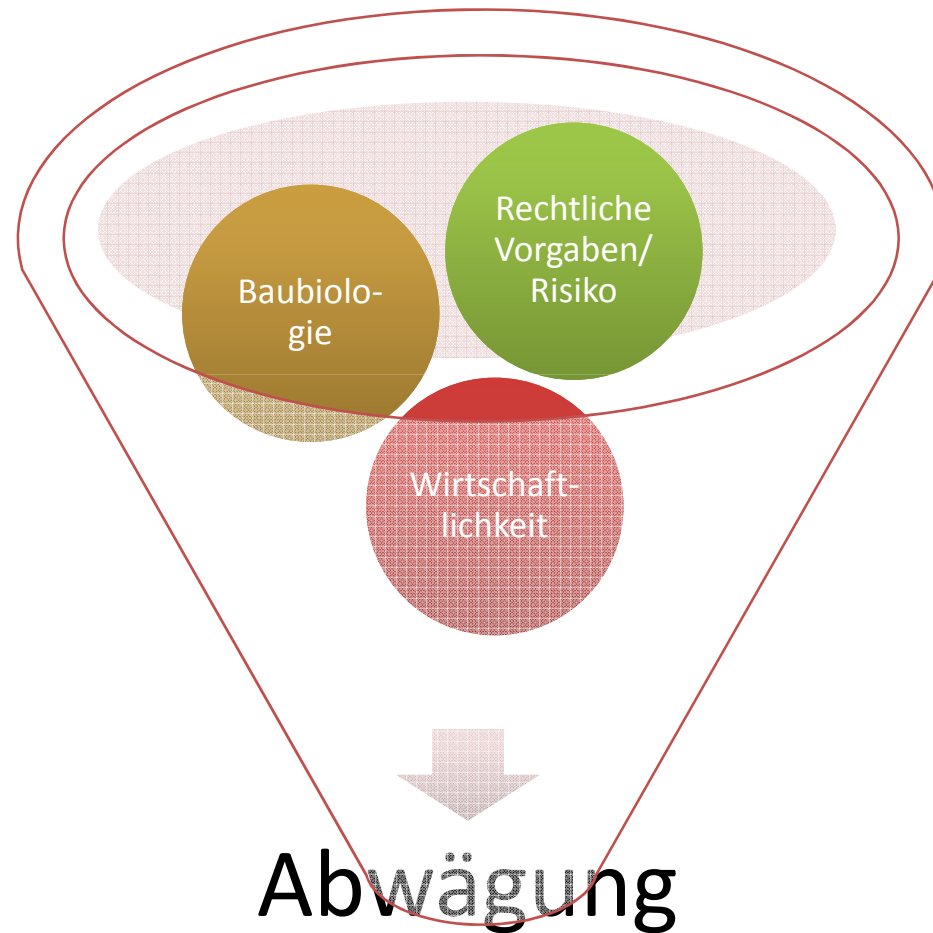 Rechtliche
Vorgaben/
Risiko
Baubiolo-
gie
Wirtschaft-
lichkeit
Abwägung